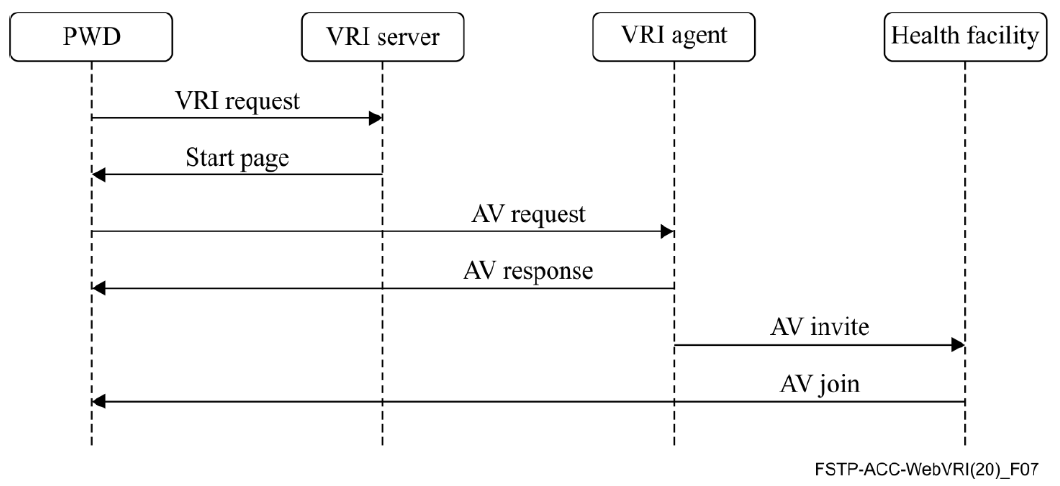 PWD
VRI server
VRI agent
Health facility
VRI request
Start page
AV request
AV response
AV invite
AV join
FSTP-ACC-WebVRI(20)_F07